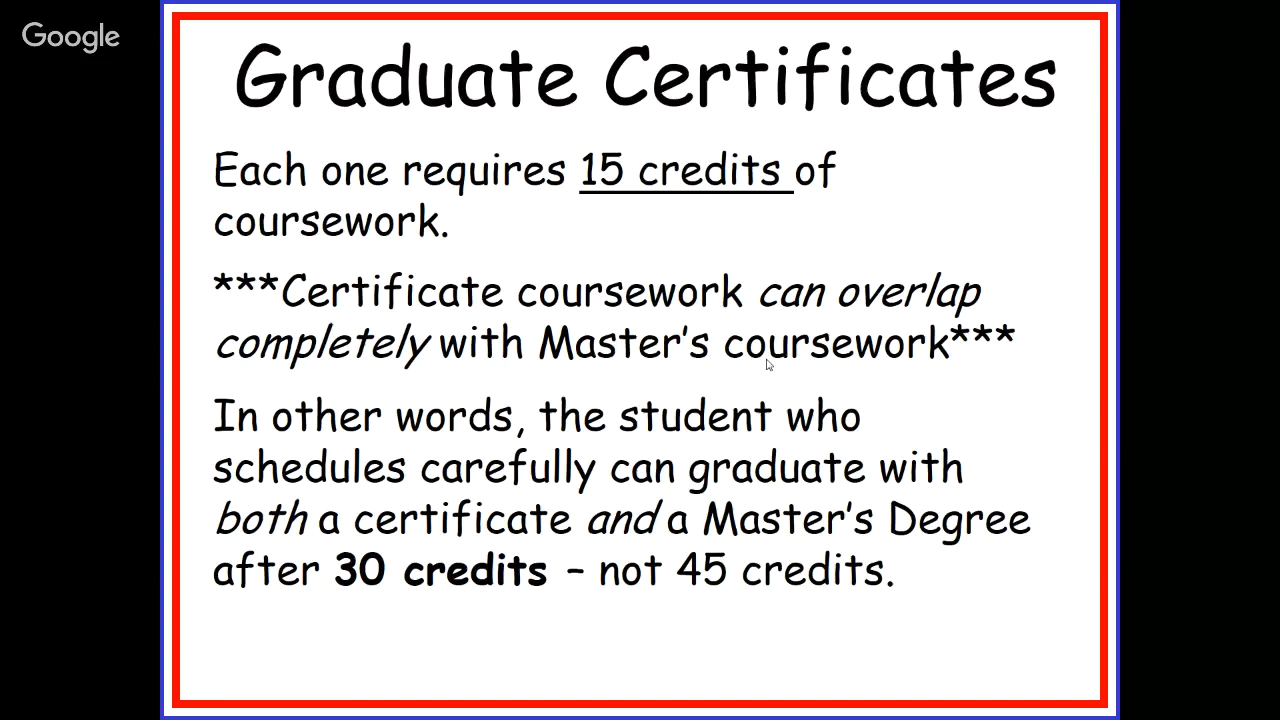 Google
Graduate Certificates
Each one requires 15 credits of
coursework.
***Certificate coursework can overlap
completely with Master's coursework***
In other words, the student who
schedules carefully can graduate with
both a certificate and a Master's Degree
after 30 credits – not 45 credits.